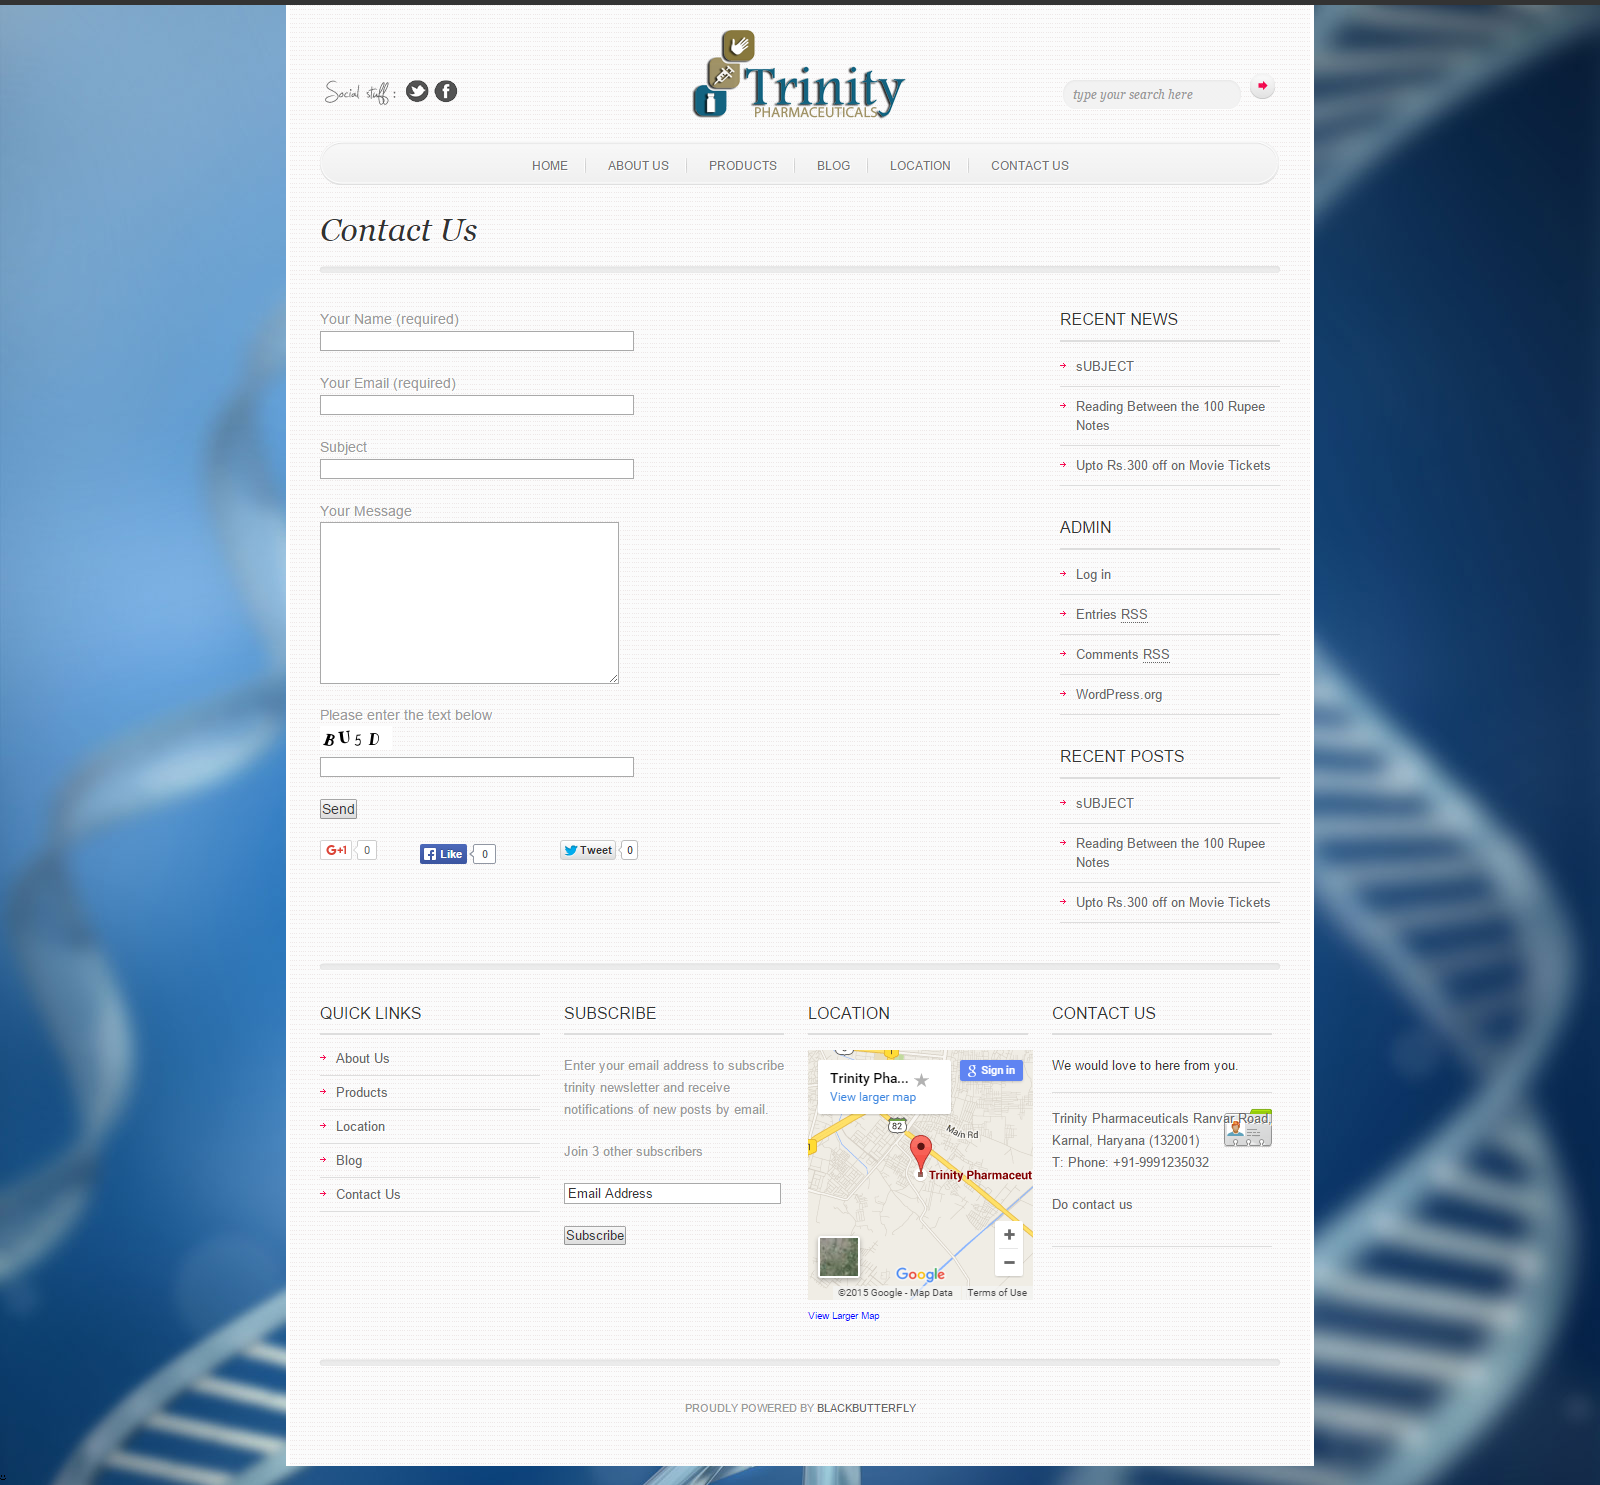 Social stuff :
Trinity
PHARMACEUTICALS
type your search here
HOME
ABOUT US
PRODUCTS
BLOG
LOCATION
CONTACT US
Contact Us
Your Name (required)
Your Email (required)
Subject
Your Message
Please enter the text below
BU5D
Send
G+1 0
Like 0
Tweet 0
RECENT NEWS
sUBJECT
Reading Between the 100 Rupee
Notes
Upto Rs.300 off on Movie Tickets
ADMIN
Log in
Entries RSS
Comments RSS
WordPress.org
RECENT POSTS
sUBJECT
Reading Between the 100 Rupee
Notes
Upto Rs.300 off on Movie Tickets
QUICK LINKS
About Us
Products
Location
Blog
Contact Us
SUBSCRIBE
Enter your email address to subscribe
trinity newsletter and receive
notifications of new posts by email.
Join 3 other subscribers
Email Address
Subscribe
LOCATION
Trinity Pha...
View larger map
Sign in
1
82
Main Rd
1
Trinity Pharmaceut
Google
©2015 Google - Map Data
Terms of Use
View Larger Map
CONTACT US
We would love to here from you.
Trinity Pharmaceuticals Ranvar Road,
Karnal, Haryana (132001)
T: Phone: +91-9991235032
Do contact us
PROUDLY POWERED BY BLACKBUTTERFLY